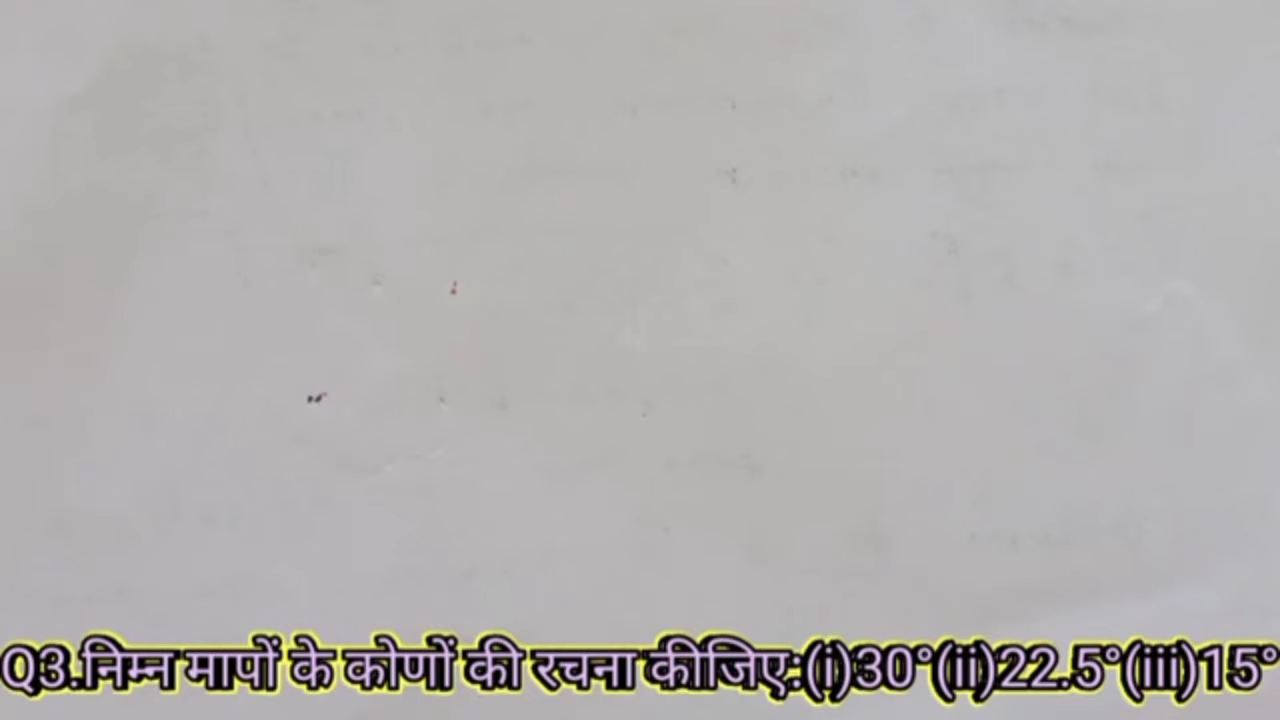 Q3.निम्न मापों के कोणों की रचना कीजिए:(i)30°(ii)22.5°(iii)15°